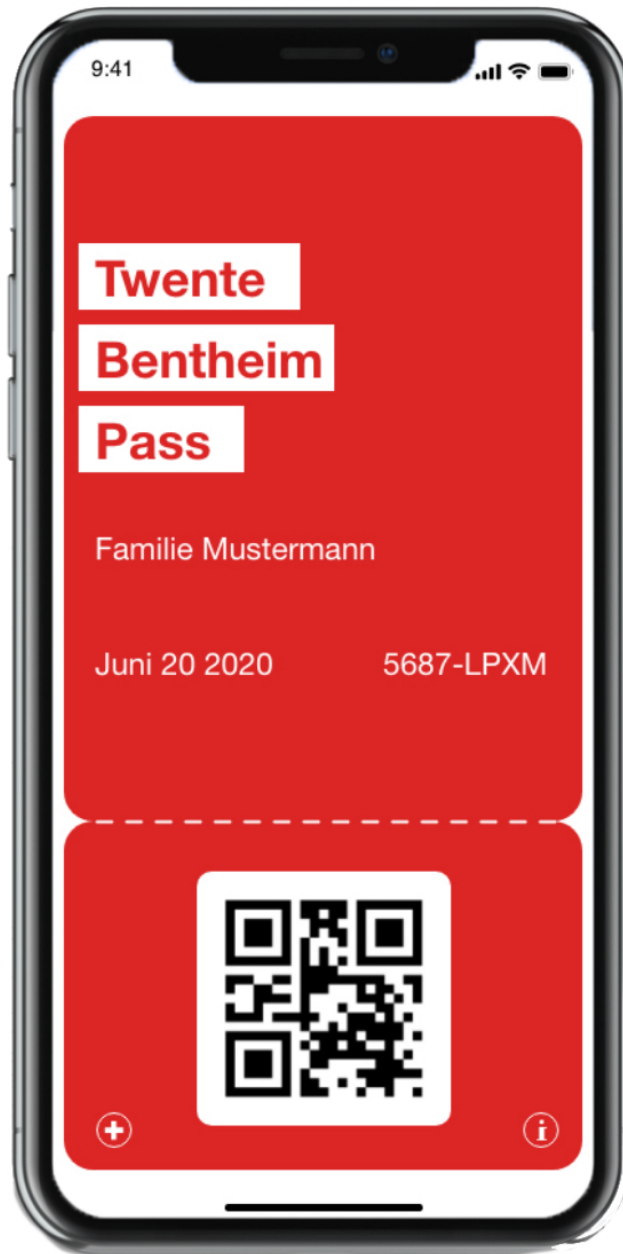 9:41
Twente
Bentheim
Pass
Familie Mustermann
Juni 20 2020 5687-LPXM